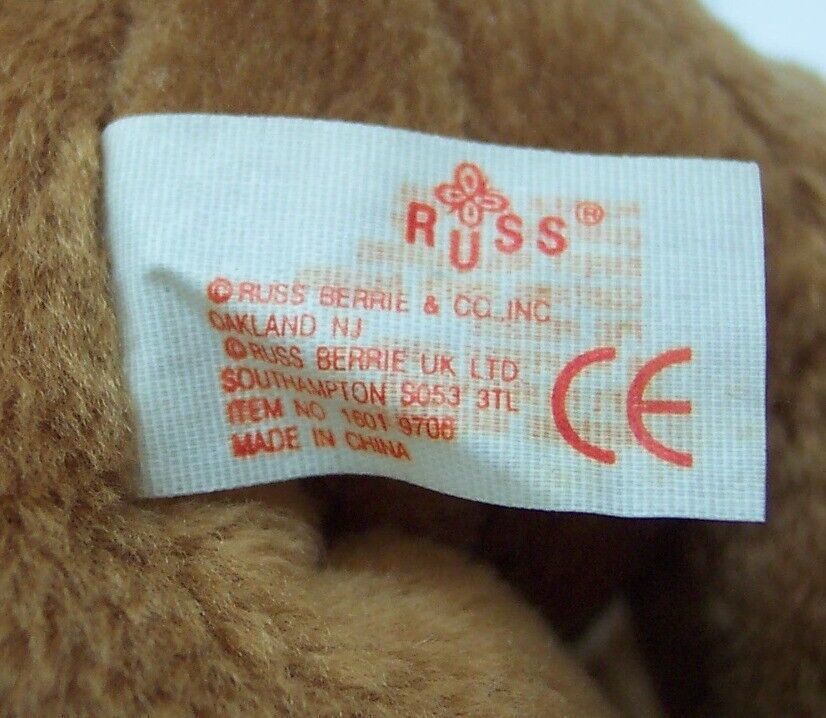 RUSS®
© RUSS BERRIE & CO., INC
OAKLAND NJ
© RUSS BERRIE UK LTD
SOUTHAMPTON SO53 3TL
ITEM NO 1601 9706
MADE IN CHINA
CE